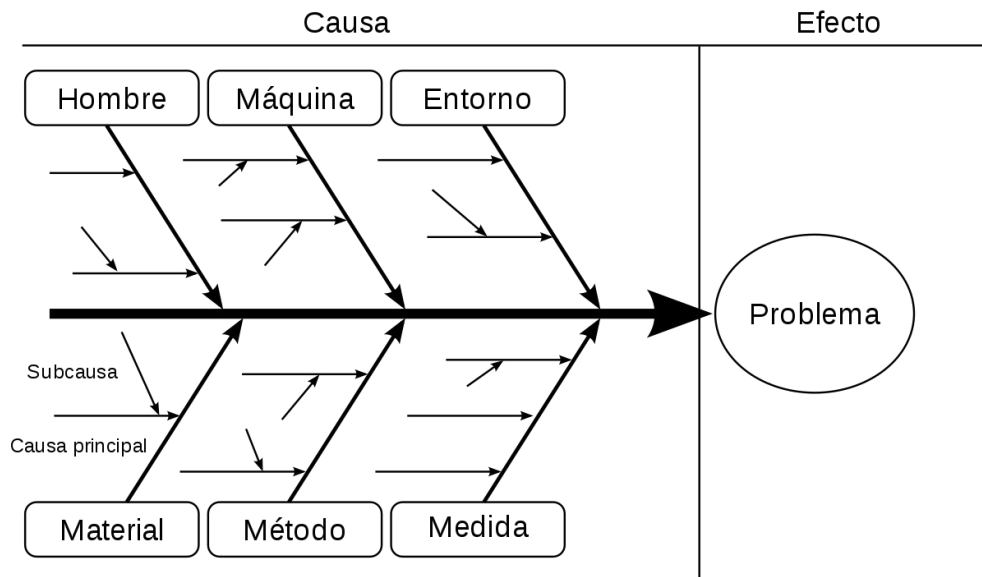 Causa
Efecto
Hombre
Máquina
Entorno
Problema
Subcausa
Causa principal
Material
Método
Medida